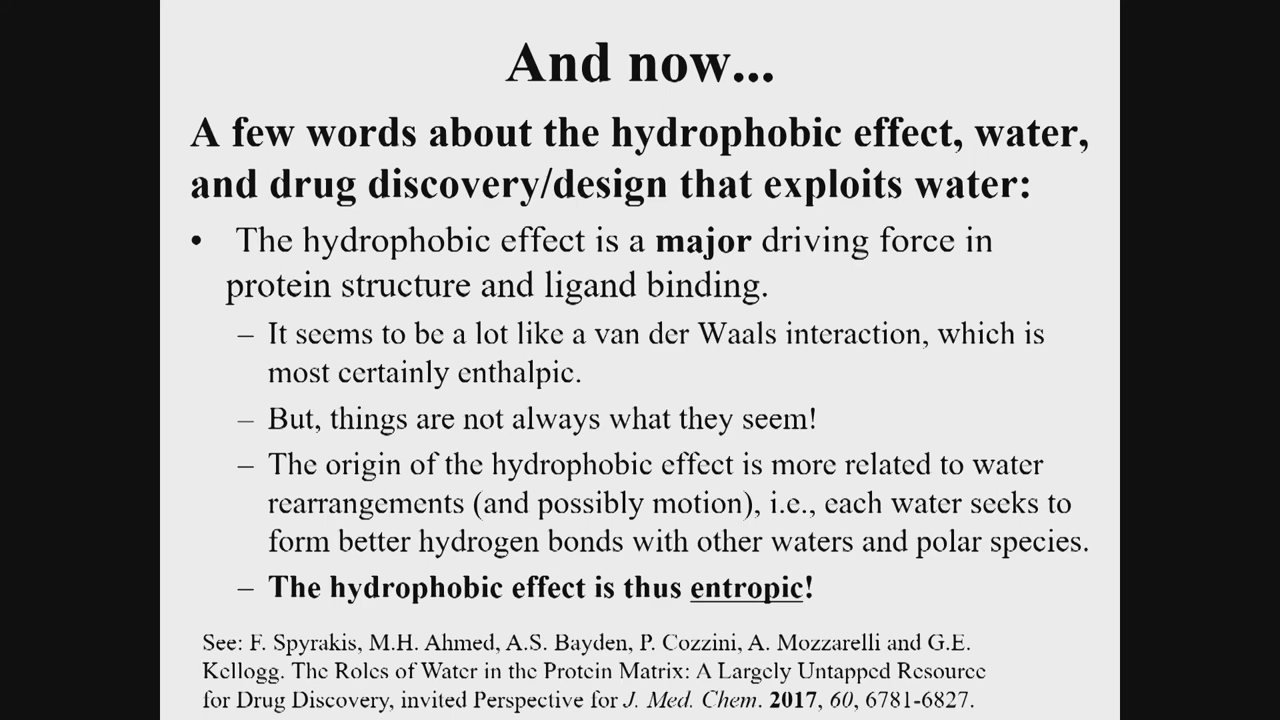 And now...
A few words about the hydrophobic effect, water,
and drug discovery/design that exploits water:
• The hydrophobic effect is a major driving force in
protein structure and ligand binding.
– It seems to be a lot like a van der Waals interaction, which is
most certainly enthalpic.
– But, things are not always what they seem!
– The origin of the hydrophobic effect is more related to water
rearrangements (and possibly motion), i.e., each water seeks to
form better hydrogen bonds with other waters and polar species.
– The hydrophobic effect is thus entropic!
See: F. Spyrakis, M.H. Ahmed, A.S. Bayden, P. Cozzini, A. Mozzarelli and G.E.
Kellogg. The Roles of Water in the Protein Matrix: A Largely Untapped Resource
for Drug Discovery, invited Perspective for J. Med. Chem. 2017, 60, 6781-6827.